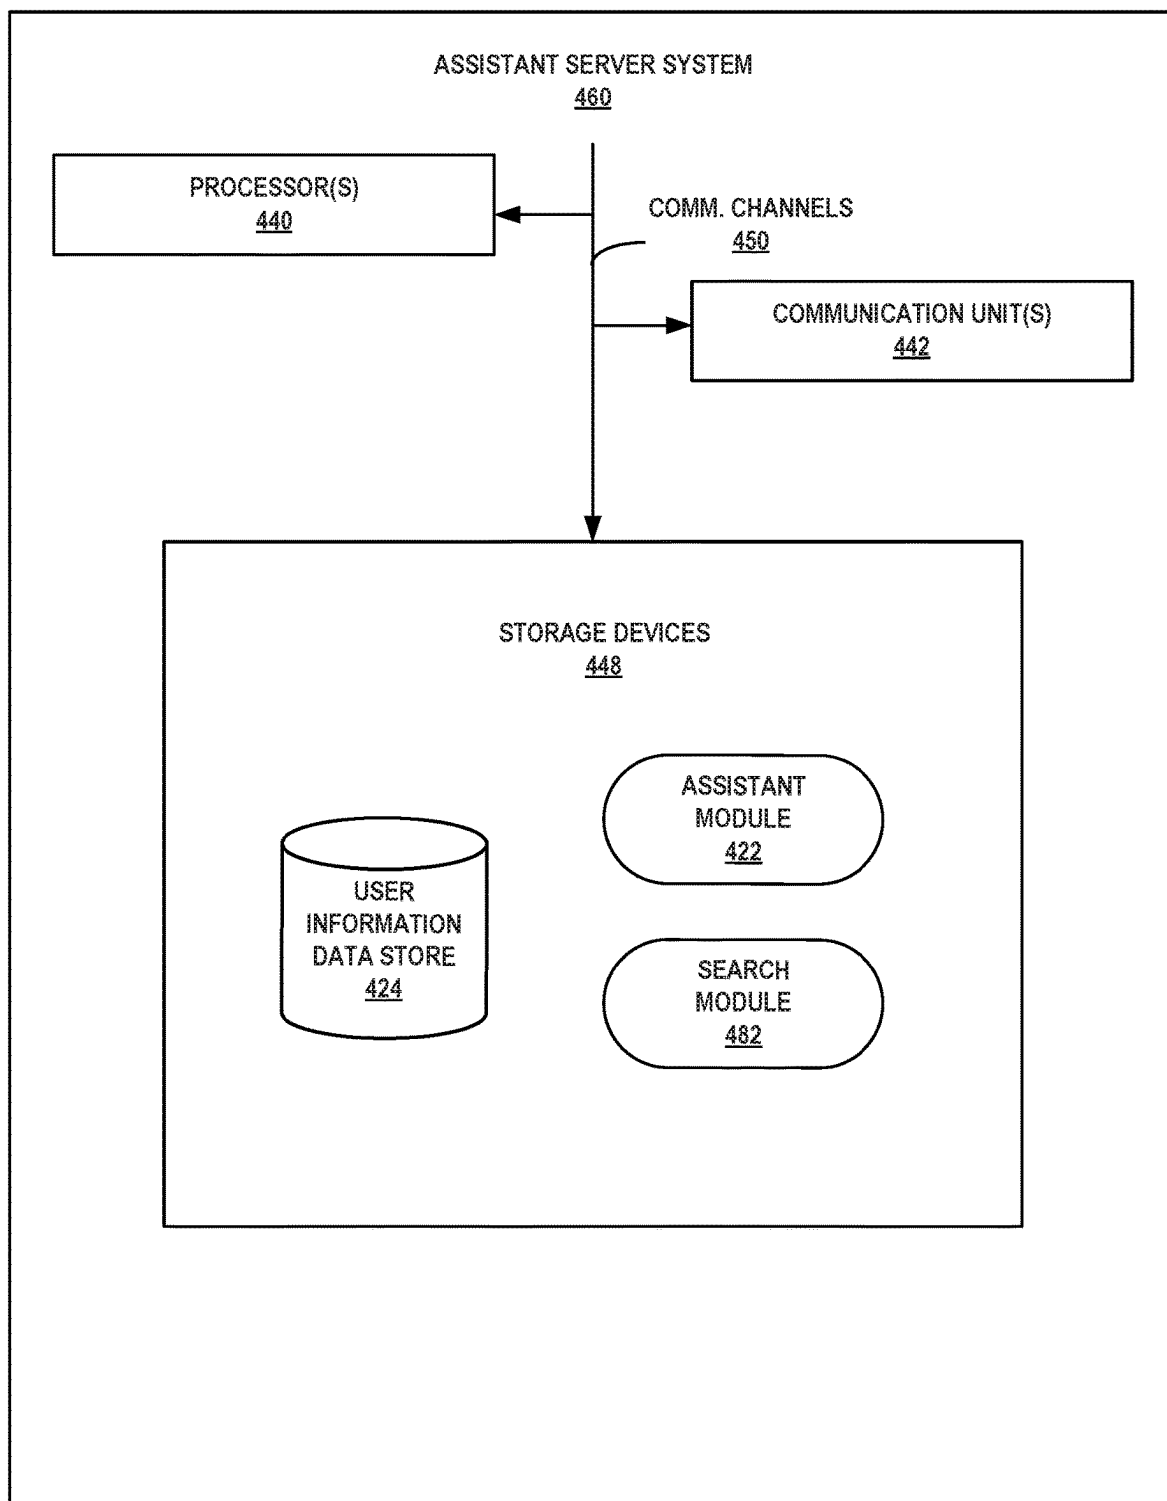 ASSISTANT SERVER SYSTEM
460
PROCESSOR(S)
440
COMM. CHANNELS
450
COMMUNICATION UNIT(S)
442
STORAGE DEVICES
448
ASSISTANT
MODULE
422
USER
INFORMATION
DATA STORE
424
SEARCH
MODULE
482